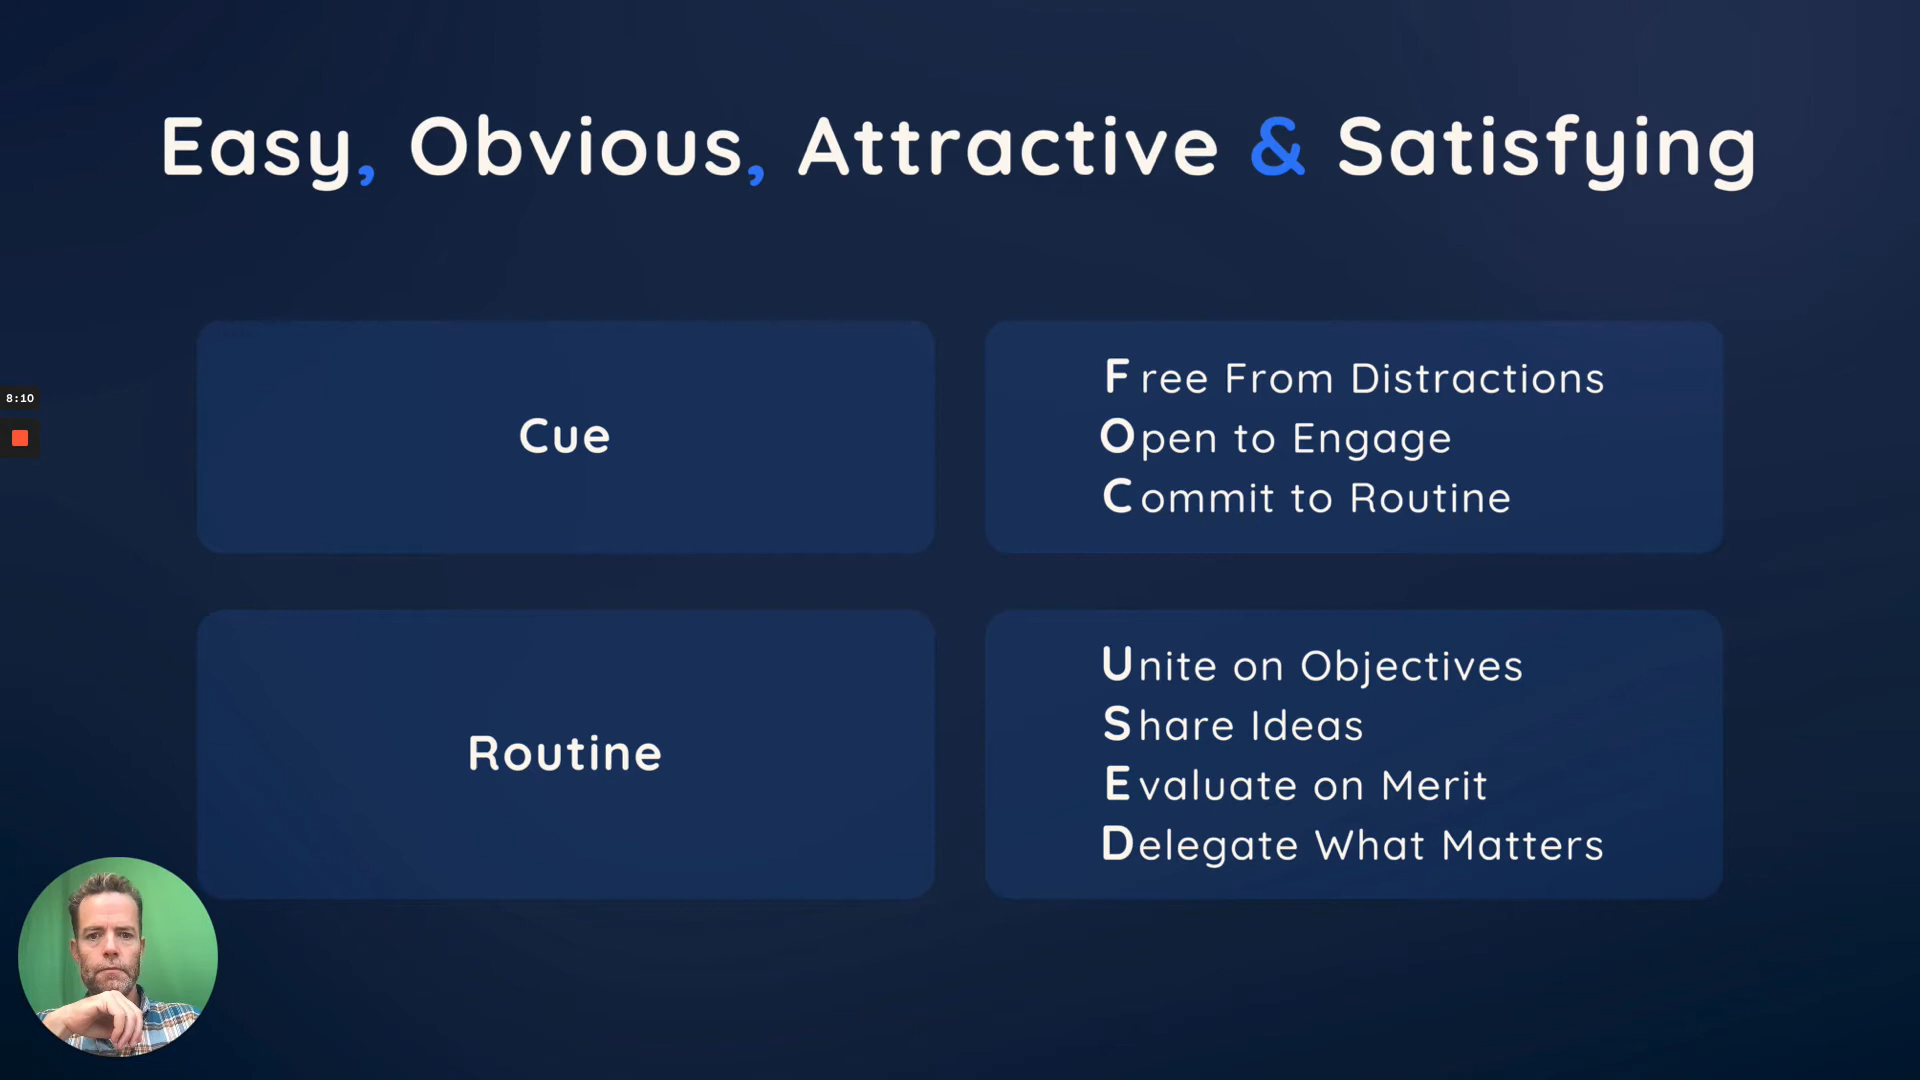 Easy, Obvious, Attractive & Satisfying
Cue
Free From Distractions
Open to Engage
Commit to Routine
8:10
Routine
Unite on Objectives
Share Ideas
Evaluate on Merit
Delegate What Matters